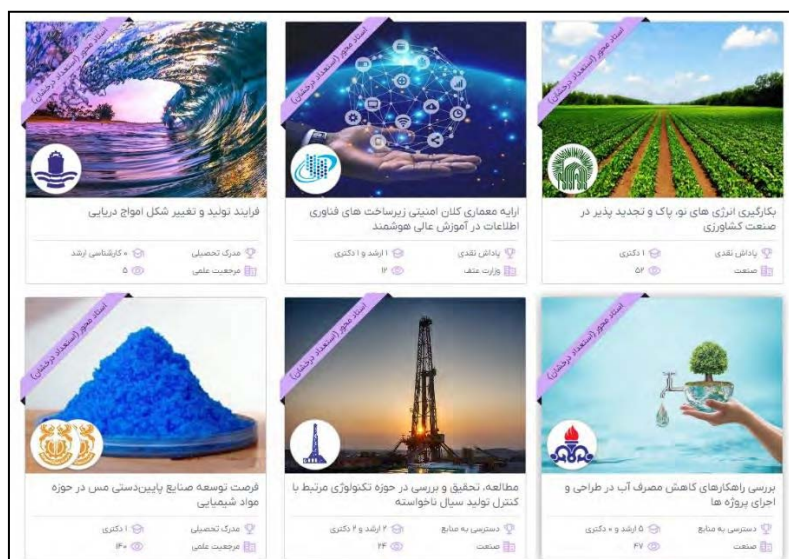 استاد محور (استعداد درخشان)
بکارگیری انرژی های نو، پاک و تجدید پذیر در
صنعت کشاورزی
پاداش نقدی
۱ دکتری
صنعت
۵۲
استاد محور (استعداد درخشان)
ارایه معماری کلان امنیتی زیرساخت های فناوری
اطلاعات در آموزش عالی هوشمند
پاداش نقدی
۱ ارشد و ۱ دکتری
وزارت عتف
۱۲
استاد محور (استعداد درخشان)
فرایند تولید و تغییر شکل امواج دریایی
مدرک تحصیلی
۰ کارشناسی ارشد
مرجعیت علمی
۵
استاد محور (استعداد درخشان)
بررسی راهکارهای کاهش مصرف آب در طراحی و
اجرای پروژه ها
دسترسی به منابع
۵ ارشد و ۰ دکتری
صنعت
۴۷
استاد محور (استعداد درخشان)
مطالعه، تحقیق و بررسی در حوزه تکنولوژی مرتبط با
کنترل تولید سیال ناخواسته
دسترسی به منابع
۲ ارشد و ۲ دکتری
صنعت
۲۴
استاد محور (استعداد درخشان)
فرصت توسعه صنایع پایین‌دستی مس در حوزه
مواد شیمیایی
مدرک تحصیلی
۱ دکتری
مرجعیت علمی
۱۴۰